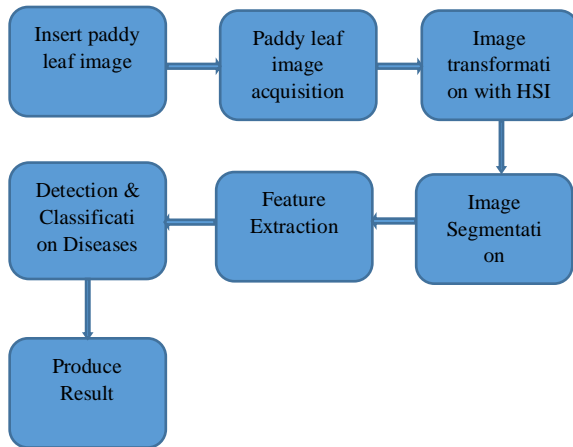 Insert paddy
leaf image
Paddy leaf
image
acquisition
Image
transformati
on with HSI
Image
Segmentati
on
Feature
Extraction
Detection &
Classificati
on Diseases
Produce
Result